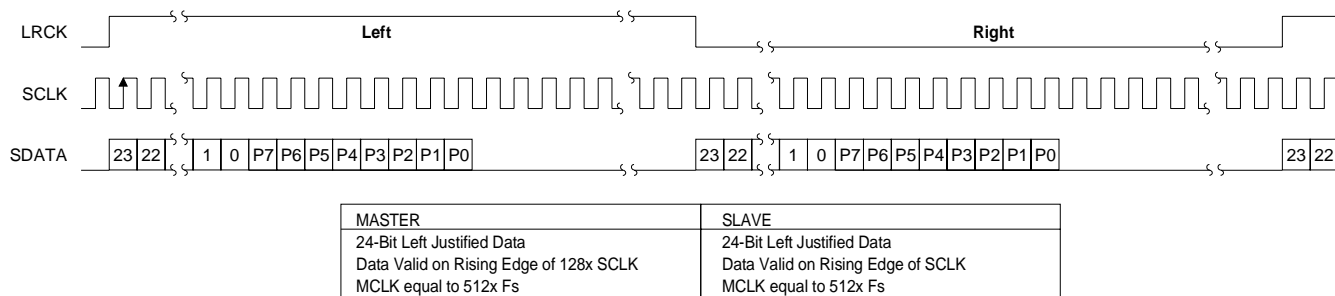 LRCK Left Right
SCLK
SDATA 23 22 1 0 P7 P6 P5 P4 P3 P2 P1 P0 23 22 1 0 P7 P6 P5 P4 P3 P2 P1 P0 23 22
MASTER SLAVE
24-Bit Left Justified Data 24-Bit Left Justified Data
Data Valid on Rising Edge of 128x SCLK Data Valid on Rising Edge of SCLK
MCLK equal to 512x Fs MCLK equal to 512x Fs